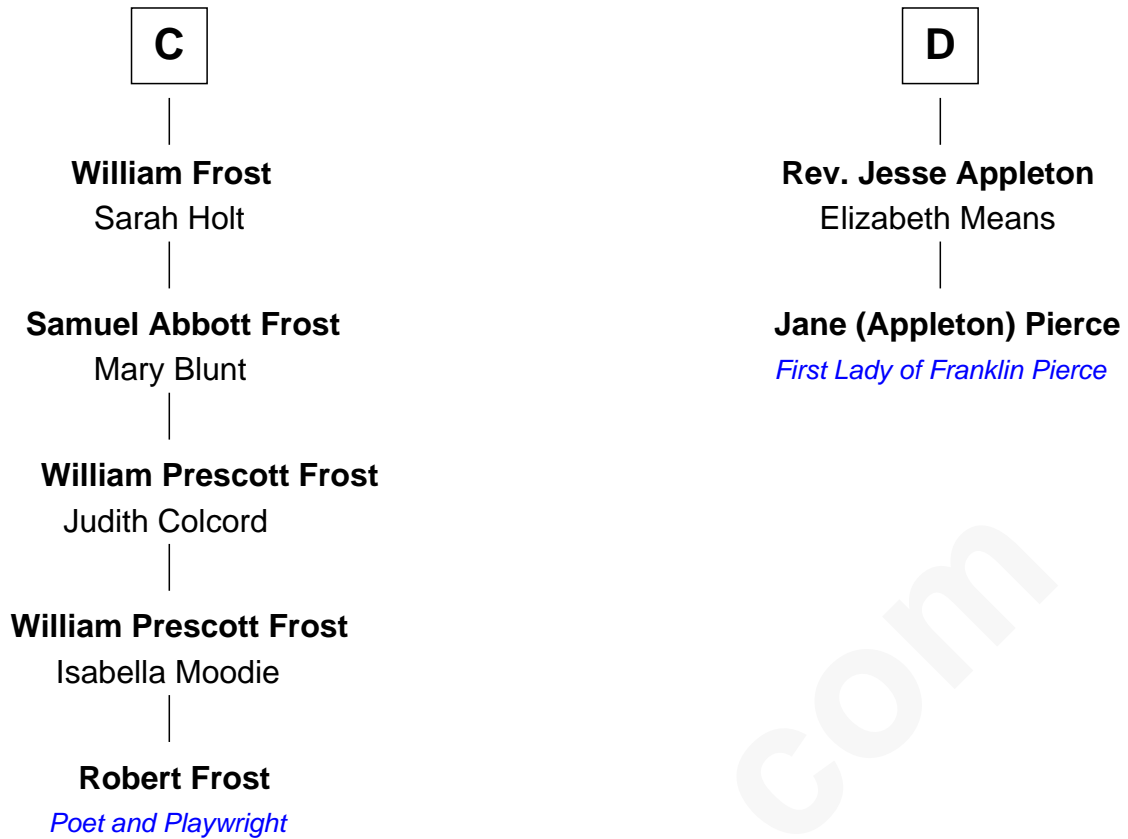 C
William Frost
Sarah Holt
Samuel Abbott Frost
Mary Blunt
William Prescott Frost
Judith Colcord
William Prescott Frost
Isabella Moodie
Robert Frost
Poet and Playwright
D
Rev. Jesse Appleton
Elizabeth Means
Jane (Appleton) Pierce
First Lady of Franklin Pierce
com